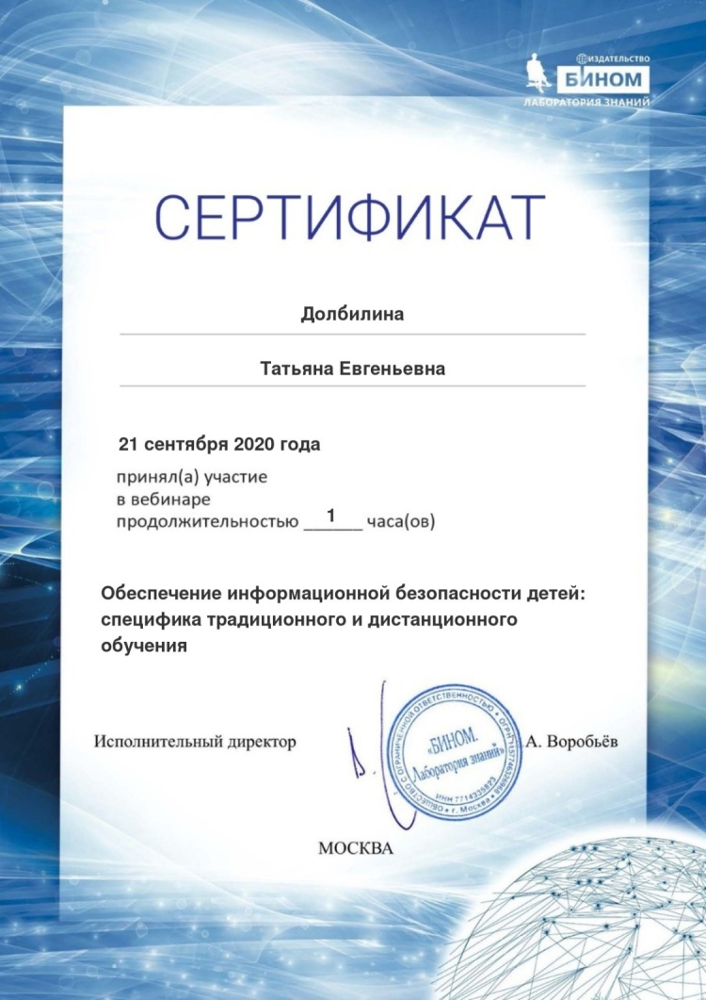 ИЗДАТЕЛЬСТВО
БИНОМ
ЛАБОРАТОРИЯ ЗНАНИЙ
СЕРТИФИКАТ
Долбилина
Татьяна Евгеньевна
21 сентября 2020 года
принял(а) участие
в вебинаре
продолжительностью ______ часа(ов)
1
Обеспечение информационной безопасности детей:
специфика традиционного и дистанционного
обучения
Исполнительный директор
А. Воробьёв
ОБЩЕСТВО С ОГРАНИЧЕННОЙ ОТВЕТСТВЕННОСТЬЮ
«БИНОМ.
Лаборатория знаний»
ИНН 7714335823
г. Москва
МОСКВА